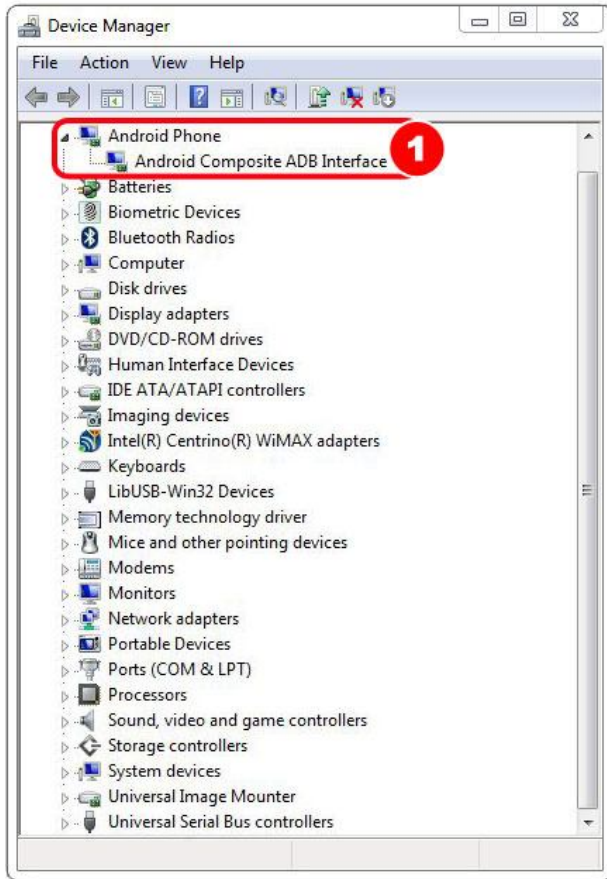 Device Manager
File Action View Help
Android Phone
Android Composite ADB Interface
1
Batteries
Biometric Devices
Bluetooth Radios
Computer
Disk drives
Display adapters
DVD/CD-ROM drives
Human Interface Devices
IDE ATA/ATAPI controllers
Imaging devices
Intel(R) Centrino(R) WiMAX adapters
Keyboards
LibUSB-Win32 Devices
Memory technology driver
Mice and other pointing devices
Modems
Monitors
Network adapters
Portable Devices
Ports (COM & LPT)
Processors
Sound, video and game controllers
Storage controllers
System devices
Universal Image Mounter
Universal Serial Bus controllers